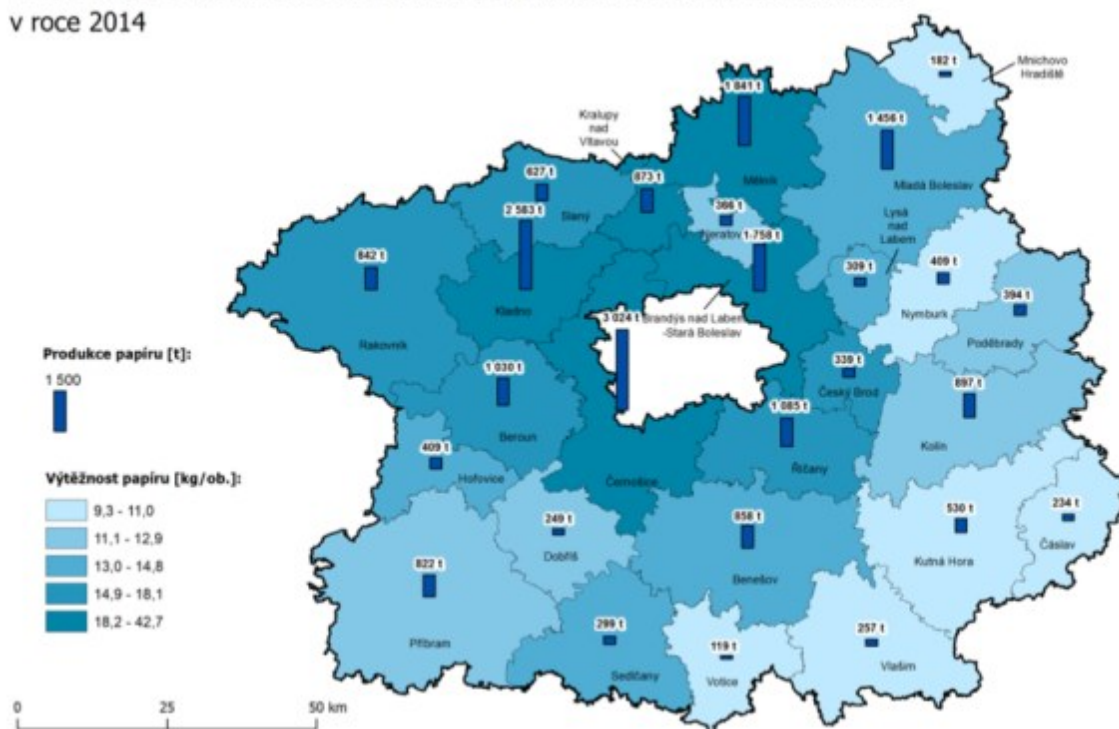 v roce 2014
182 t
Mnichovo
Hradiště
1 841 t
Kralupy
nad
Vltavou
1 456 t
627 t
873 t
Mělník
Mladá Boleslav
2 583 t
Slaný
366 t
Neratov
Lysá
nad
Labem
1-758 t
842 t
309 t
409 t
394 t
Kladno
Nymburk
3 024 t
Brandýs nad Labem
-Stará Boleslav
Rakovník
Poděbrady
Produkce papíru [t]:
1 500
1 030 t
339 t
Český Brod
897 t
1 085 t
Beroun
Kolín
409 t
Hořovice
Černošice
Říčany
Výtěžnost papíru [kg/ob.]:
9,3 - 11,0
11,1 - 12,9
13,0 - 14,8
14,9 - 18,1
18,2 - 42,7
249 t
Dobříš
858 t
530 t
234 t
Čáslav
822 t
Benešov
Kutná Hora
Příbram
299 t
Sedlčany
119 t
Votice
257 t
Vlašim
0 25 50 km